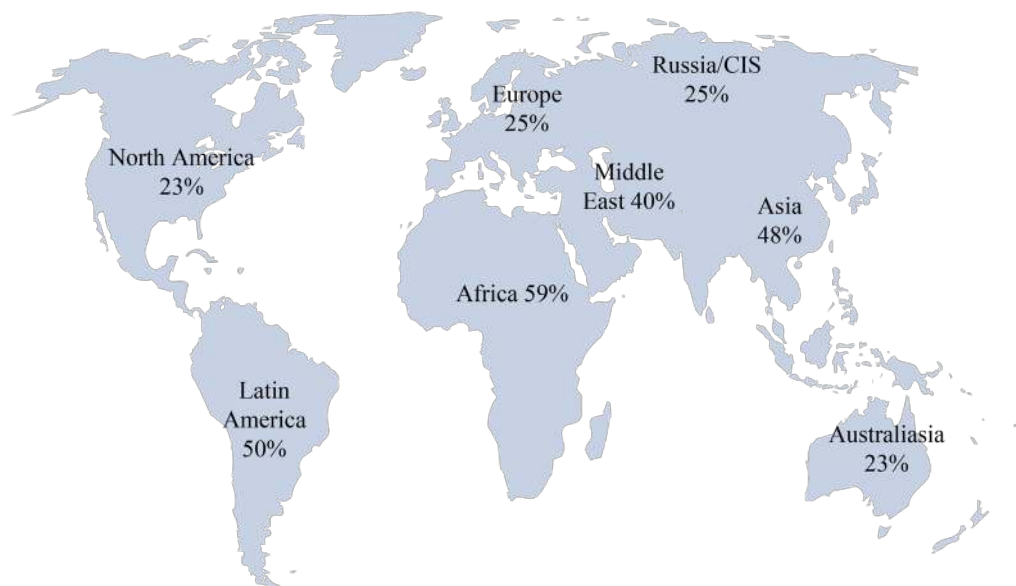 Russia/CIS
25%
Europe
25%
North America
23%
Middle
East 40%
Asia
48%
Africa 59%
Latin
America
50%
Australiasia
23%